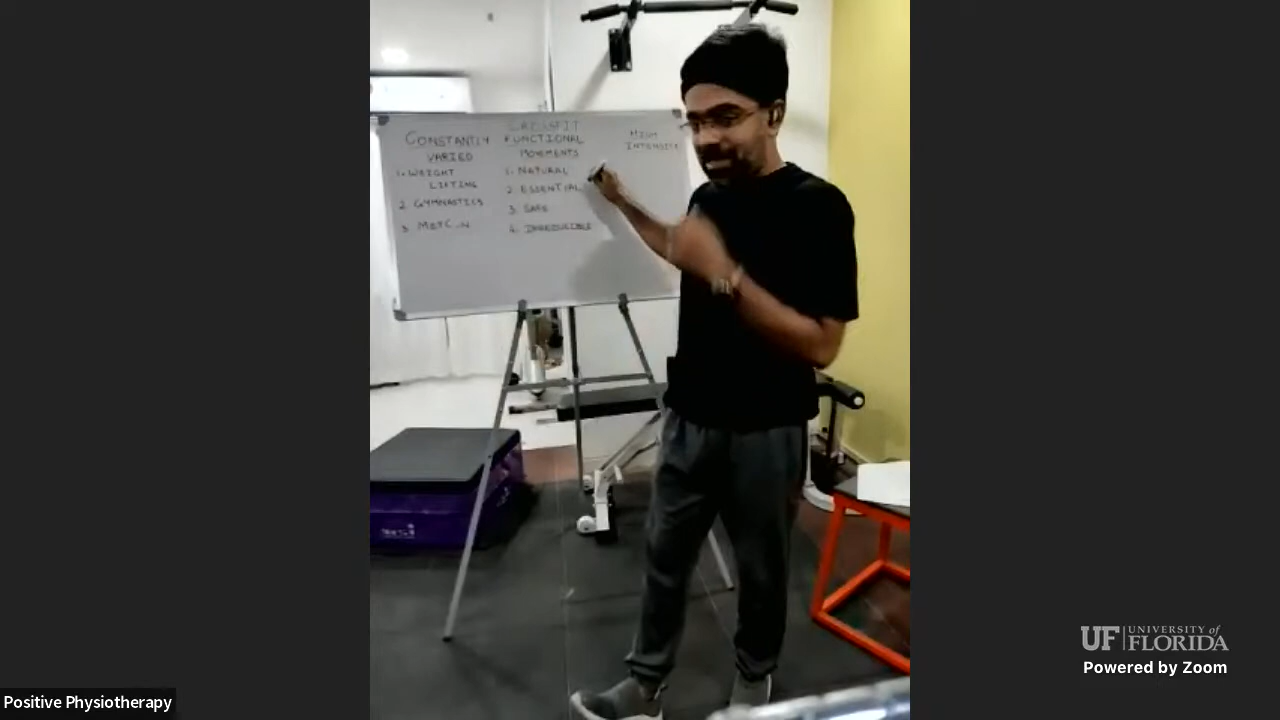 CROSSFIT
CONSTANTLY VARIED
1. WEIGHT LIFTING
2. GYMNASTICS
3. METCON
FUNCTIONAL MOVEMENTS
1. NATURAL
2. ESSENTIAL
3. SAFE
4. IRREDUCIBLE
HIGH INTENSITY
UF UNIVERSITY of FLORIDA
Powered by Zoom
Positive Physiotherapy